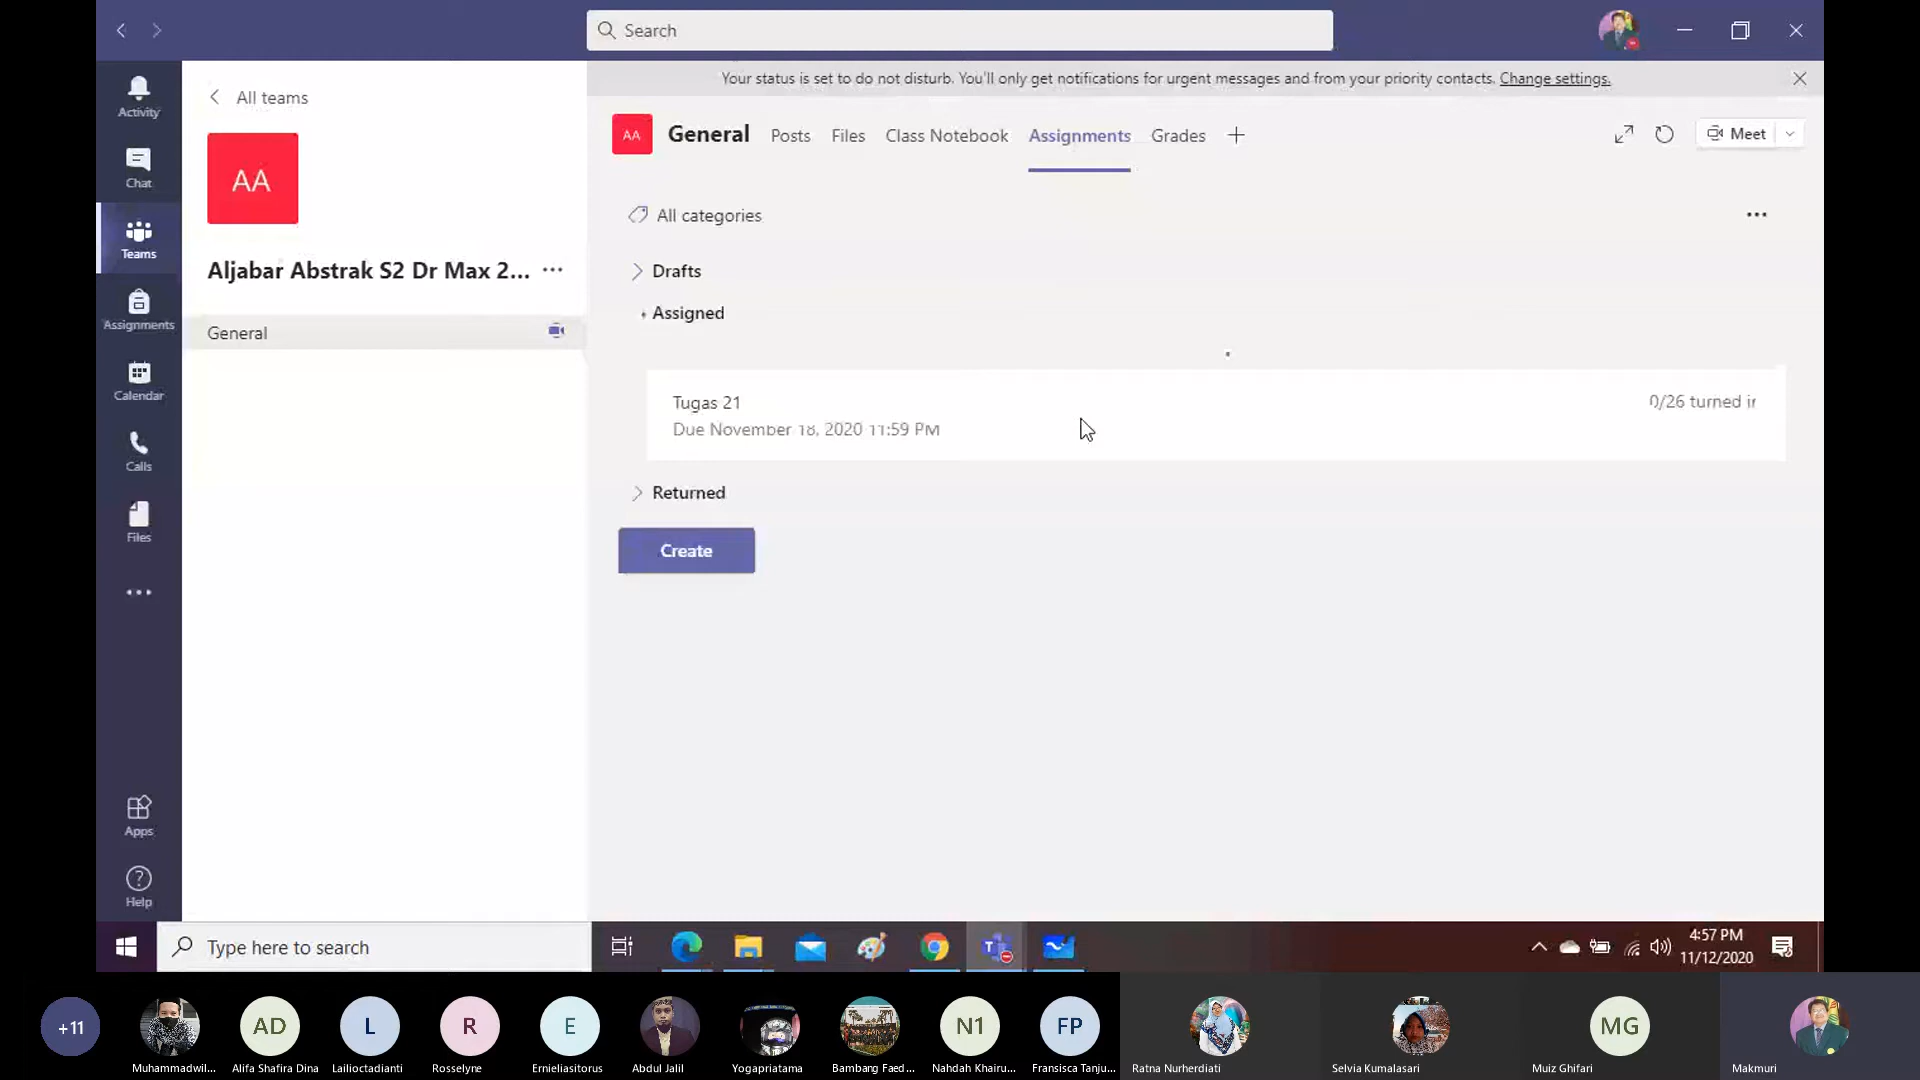 Search
Your status is set to do not disturb. You'll only get notifications for urgent messages and from your priority contacts. Change settings.
Activity
Chat
Teams
Assignments
Calendar
Calls
Files
Apps
Help
All teams
AA
Aljabar Abstrak S2 Dr Max 2...
General
AA General Posts Files Class Notebook Assignments Grades
Meet
All categories
Drafts
Assigned
Tugas 21
0/26 turned in
Due November 18, 2020 11:59 PM
Returned
Create
Type here to search
4:57 PM
11/12/2020
+11
AD
L
R
E
N1
FP
MG
Muhammadwil...
Alifa Shafira Dina
Lailioctadianti
Rosselyne
Ernieliasitorus
Abdul Jalil
Yogapriatama
Bambang Faed...
Nahdah Khairu...
Fransisca Tanju...
Ratna Nurherdiati
Selvia Kumalasari
Muiz Ghifari
Makmuri